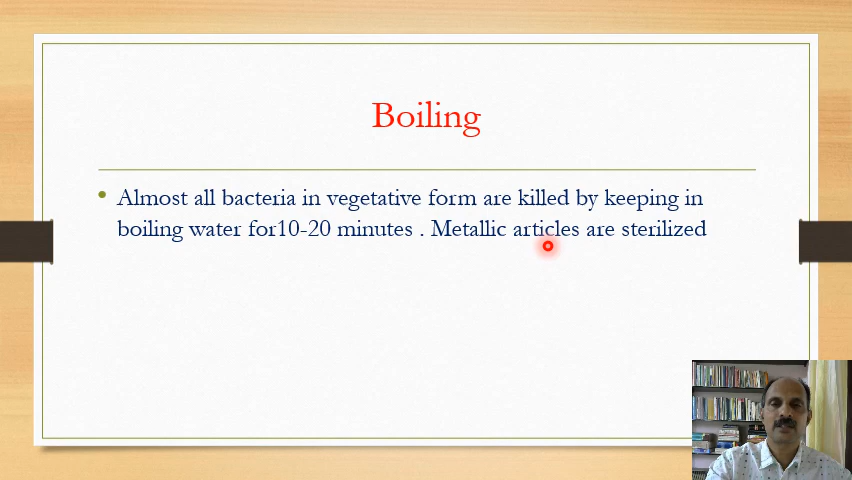 Boiling
Almost all bacteria in vegetative form are killed by keeping in
boiling water for10-20 minutes . Metallic articles are sterilized